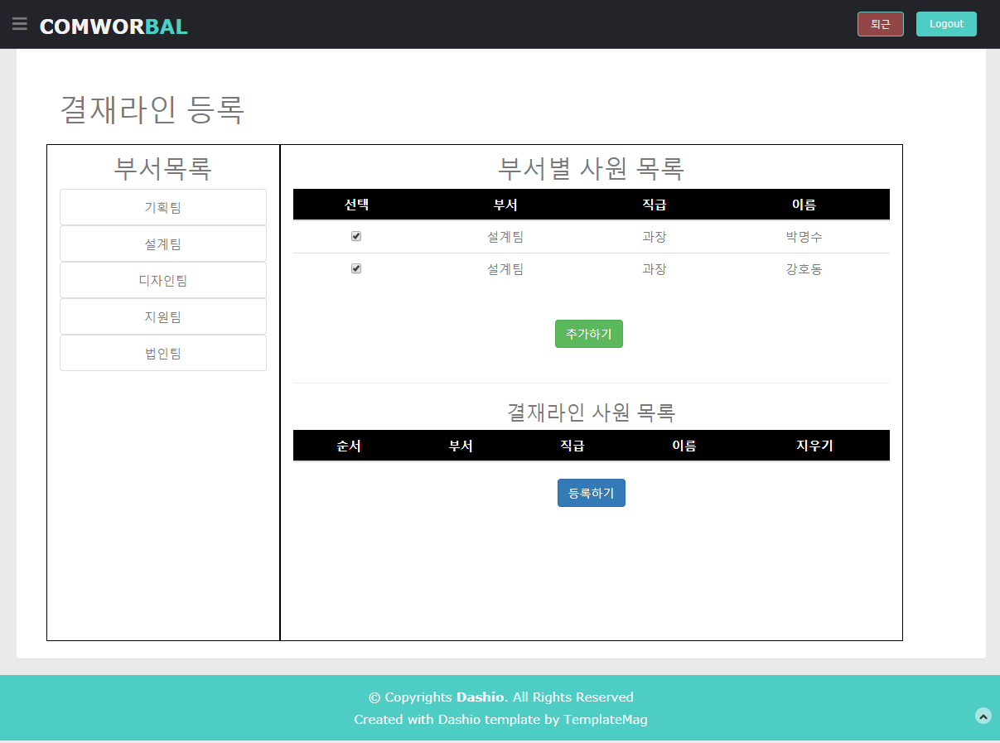 COMWORBAL
퇴근
Logout
결재라인 등록
부서목록
기획팀
설계팀
디자인팀
지원팀
법인팀
부서별 사원 목록
선택 부서 직급 이름
설계팀 과장 박명수
설계팀 과장 강호동
추가하기
결재라인 사원 목록
순서 부서 직급 이름 지우기
등록하기
© Copyrights Dashio. All Rights Reserved
Created with Dashio template by TemplateMag